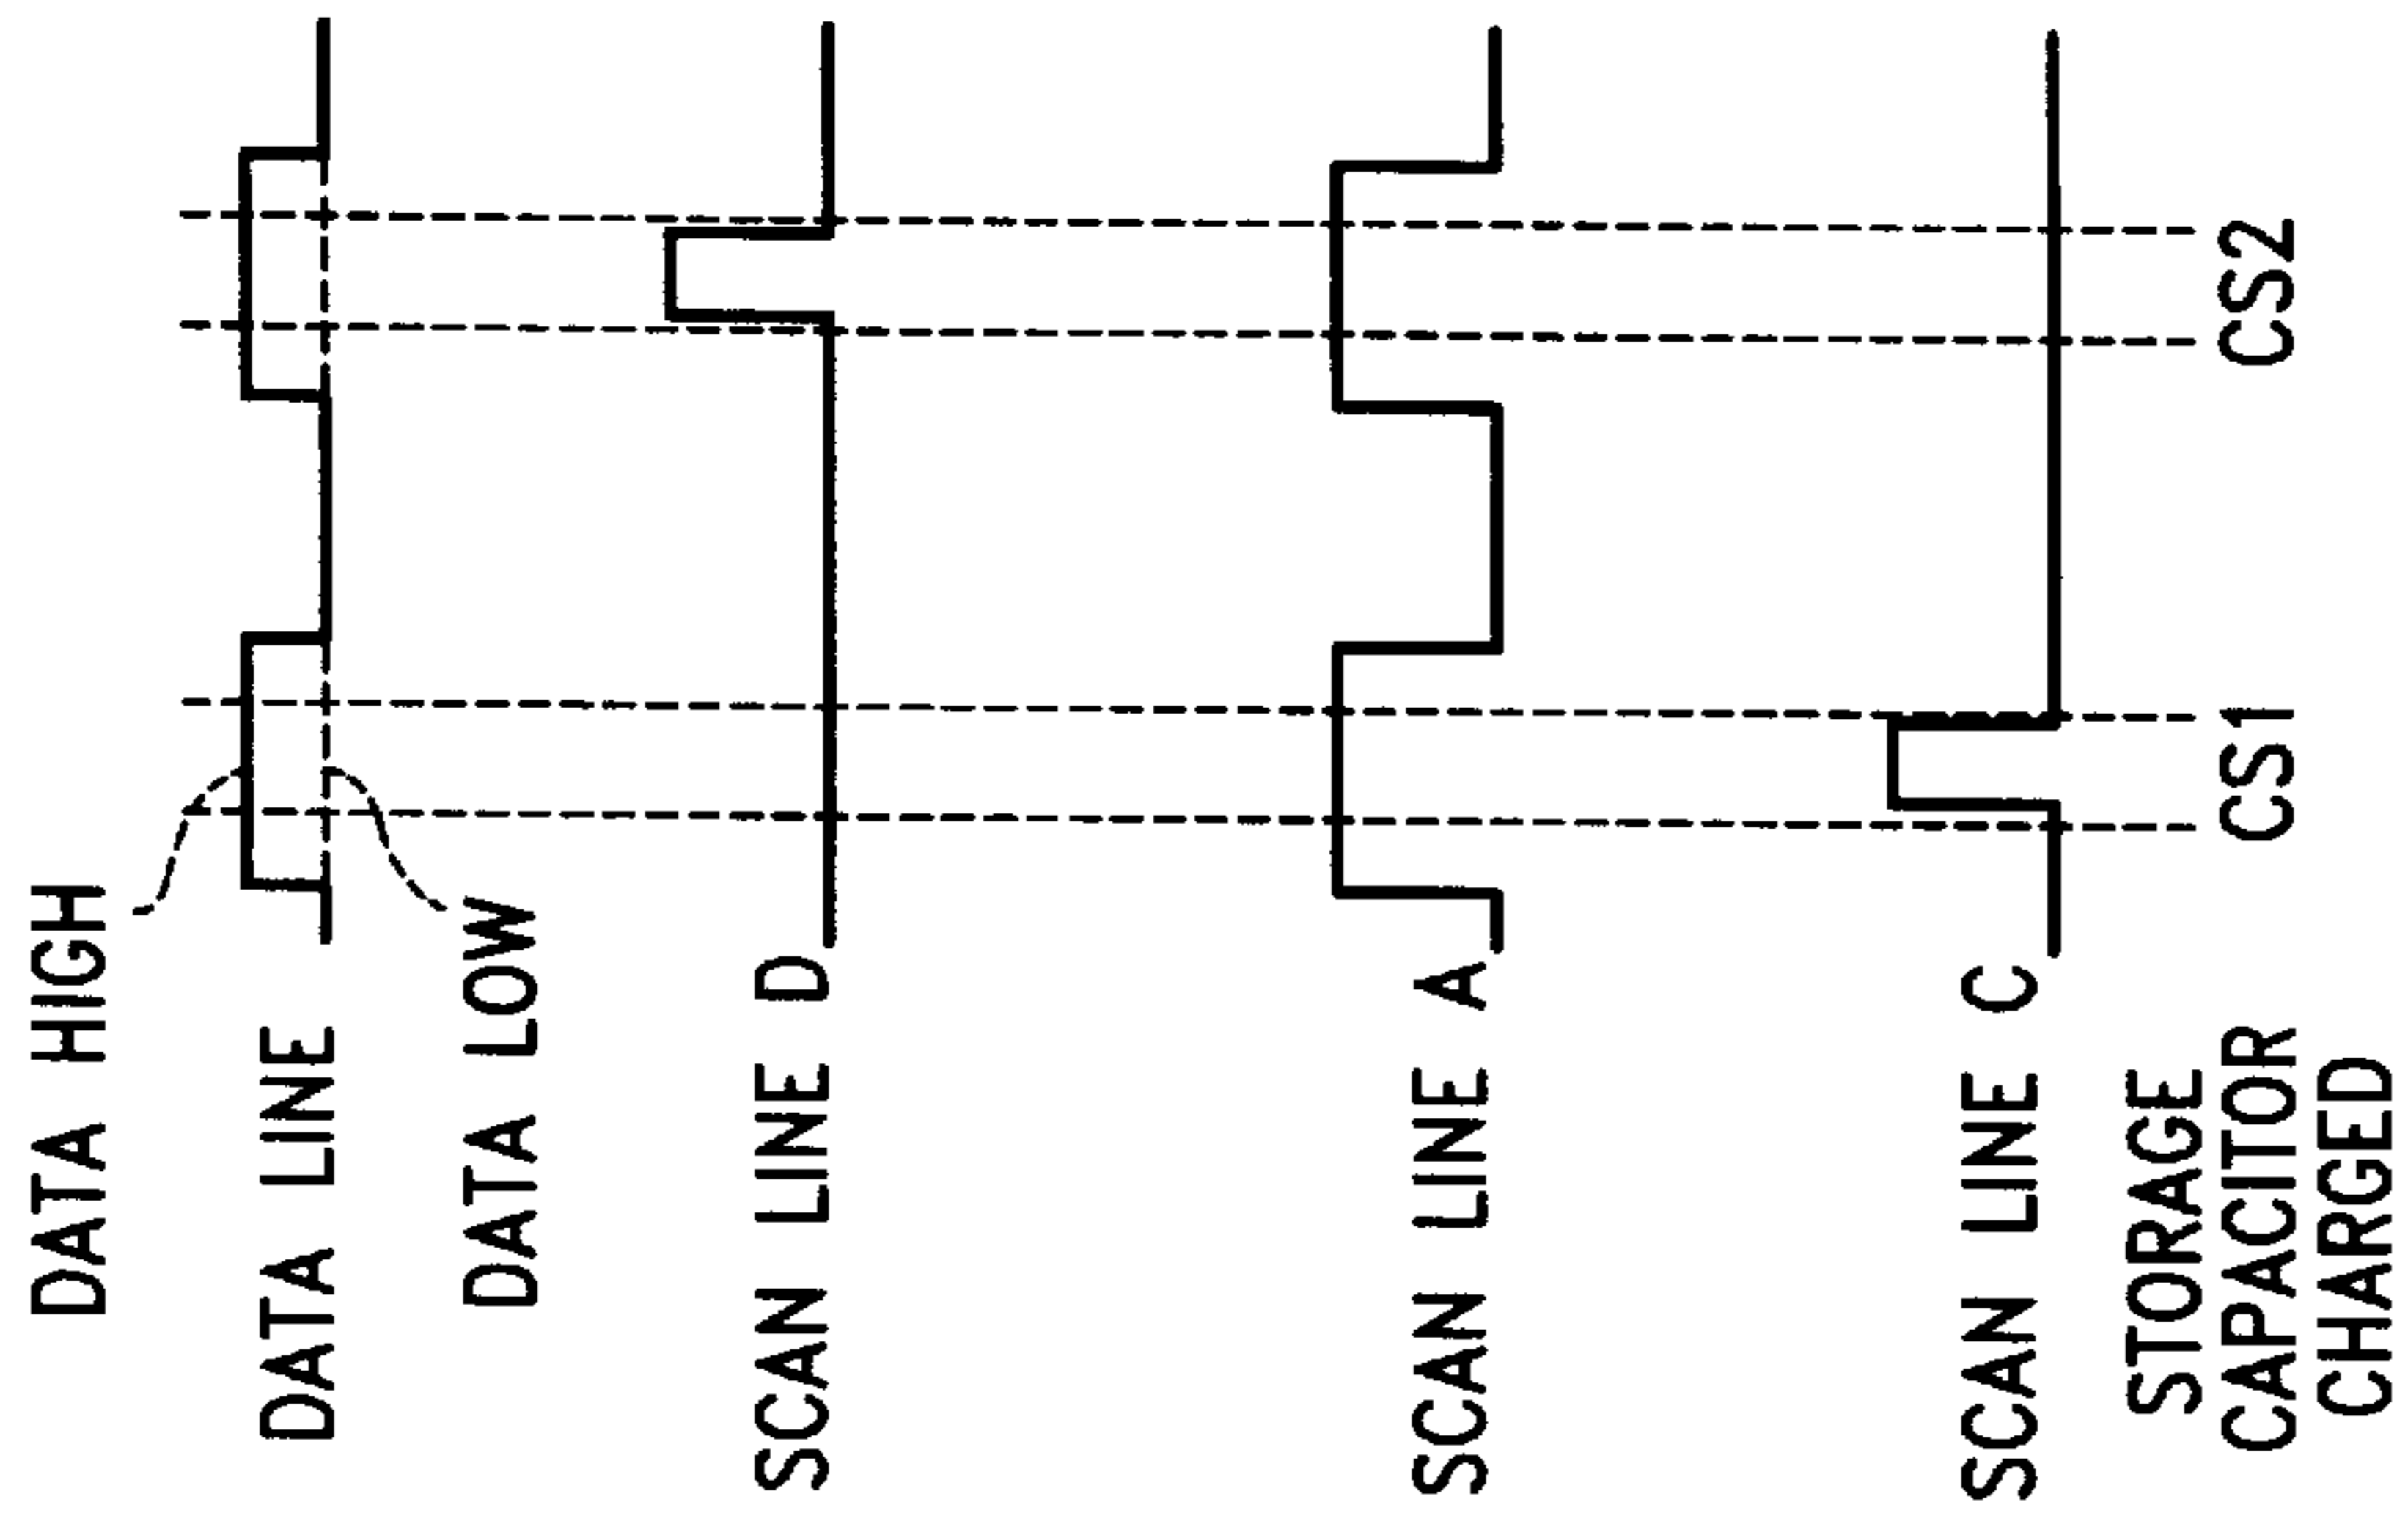 DATA HIGH
DATA LINE
DATA LOW
SCAN LINE D
SCAN LINE A
SCAN LINE C
STORAGE
CAPACITOR
CHARGED
CS1
CS2